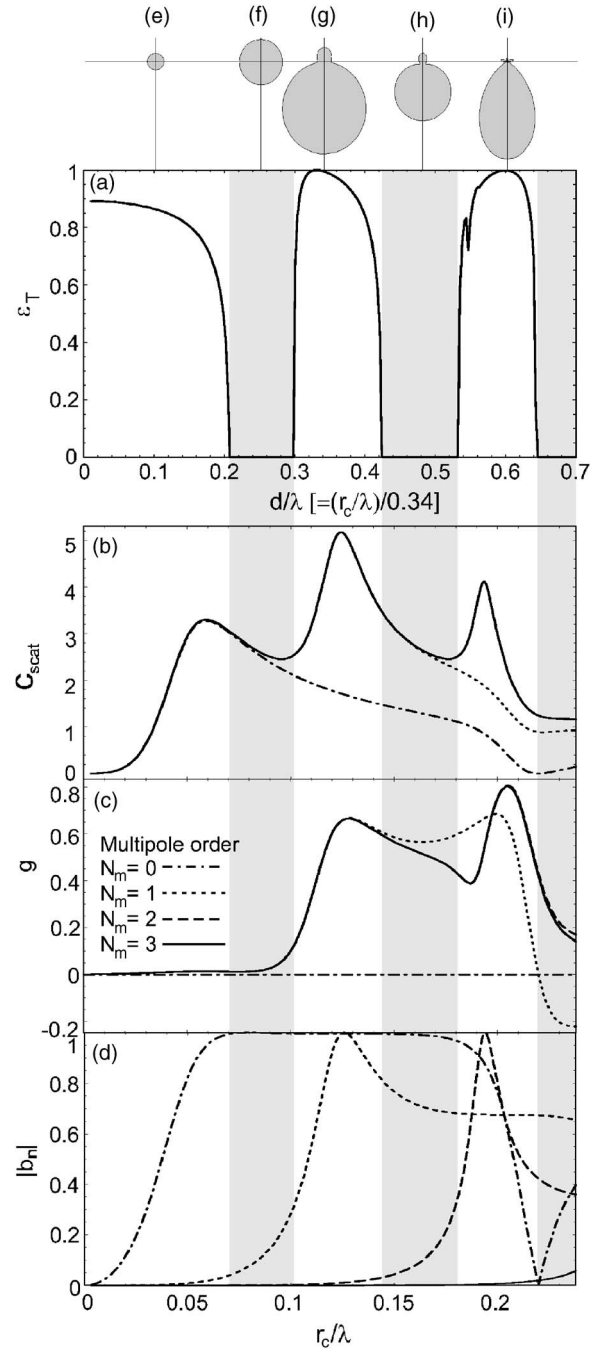 (e) (f) (g) (h) (i)
(a)
1
0.8
0.6
0.4
0.2
0
ε_T
0 0.1 0.2 0.3 0.4 0.5 0.6 0.7
d/λ [=(r_c/λ)/0.34]
(b)
5
4
3
2
1
0
C_scat
(c)
0.8
0.6
0.4
0.2
0
-0.2
g
Multipole order
N_m= 0
N_m= 1
N_m= 2
N_m= 3
(d)
1
0.8
0.6
0.4
0.2
0
|b_n|
0 0.05 0.1 0.15 0.2
r_c/λ